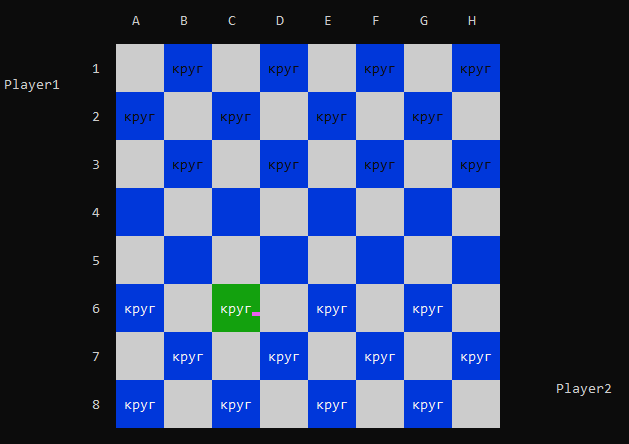 A B C D E F G H
1 круг круг круг круг
Player1
2 круг круг круг круг
3 круг круг круг круг
4
5
6 круг круг круг круг
7 круг круг круг круг
Player2
8 круг круг круг круг